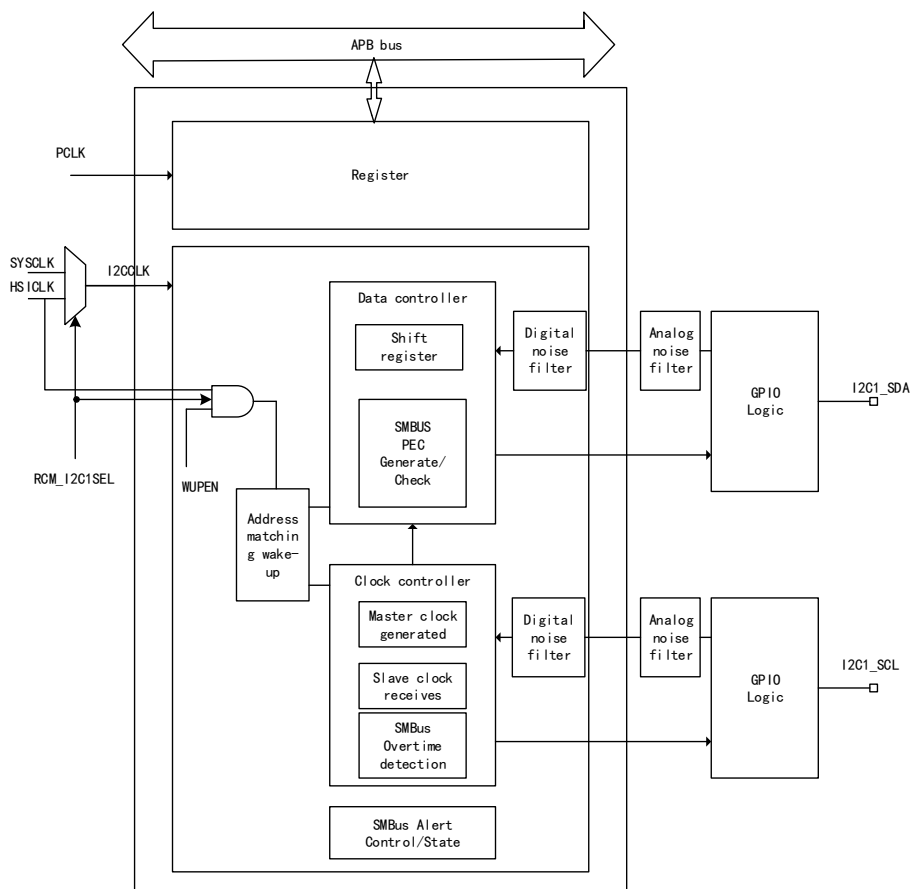 APB bus
PCLK
Register
SYSCLK
HSICLK
I2CCLK
Data controller
Shift
register
Digital
noise
filter
Analog
noise
filter
GPIO
Logic
I2C1_SDA
SMBUS
PEC
Generate/
Check
RCM_I2C1SEL
WUPEN
Address
matchin
g wake-
up
Clock controller
Master clock
generated
Digital
noise
filter
Analog
noise
filter
GPIO
Logic
I2C1_SCL
Slave clock
receives
SMBus
Overtime
detection
SMBus Alert
Control/State